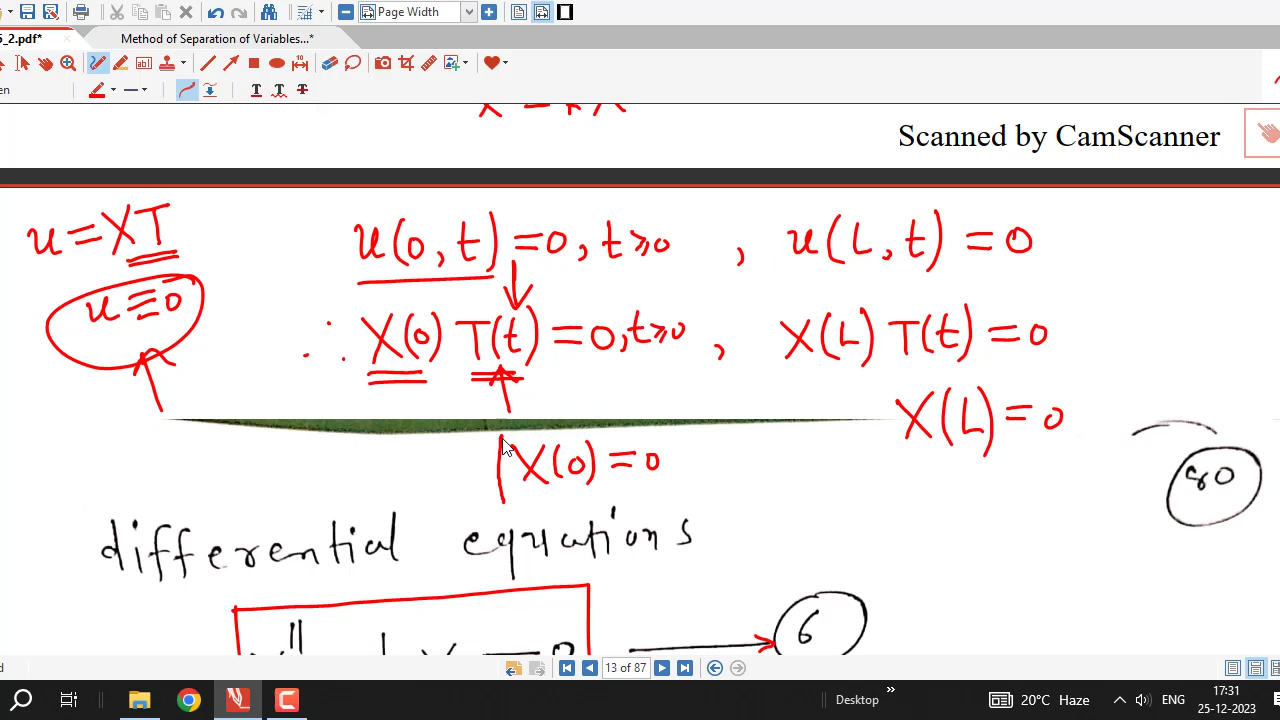 Page Width
5_2.pdf*
Method of Separation of Variables...*
Scanned by CamScanner
u = XT
u(0, t) = 0, t ≥ 0 , u(L, t) = 0
u ≡ 0
∴ X(0) T(t) = 0, t ≥ 0 , X(L) T(t) = 0
X(L) = 0
X(0) = 0
80
differential equations
6
13 of 87
Desktop »
20°C Haze
ENG
17:31
25-12-2023